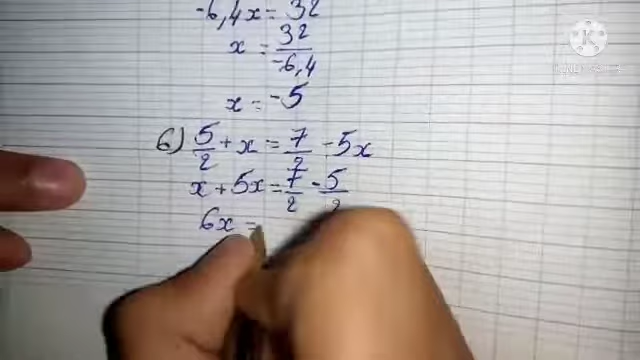 -6,4x = 32
x = 32/-6,4
x = -5
6) 5/2 + x = 7/2 - 5x
x + 5x = 7/2 - 5/2
6x =
K